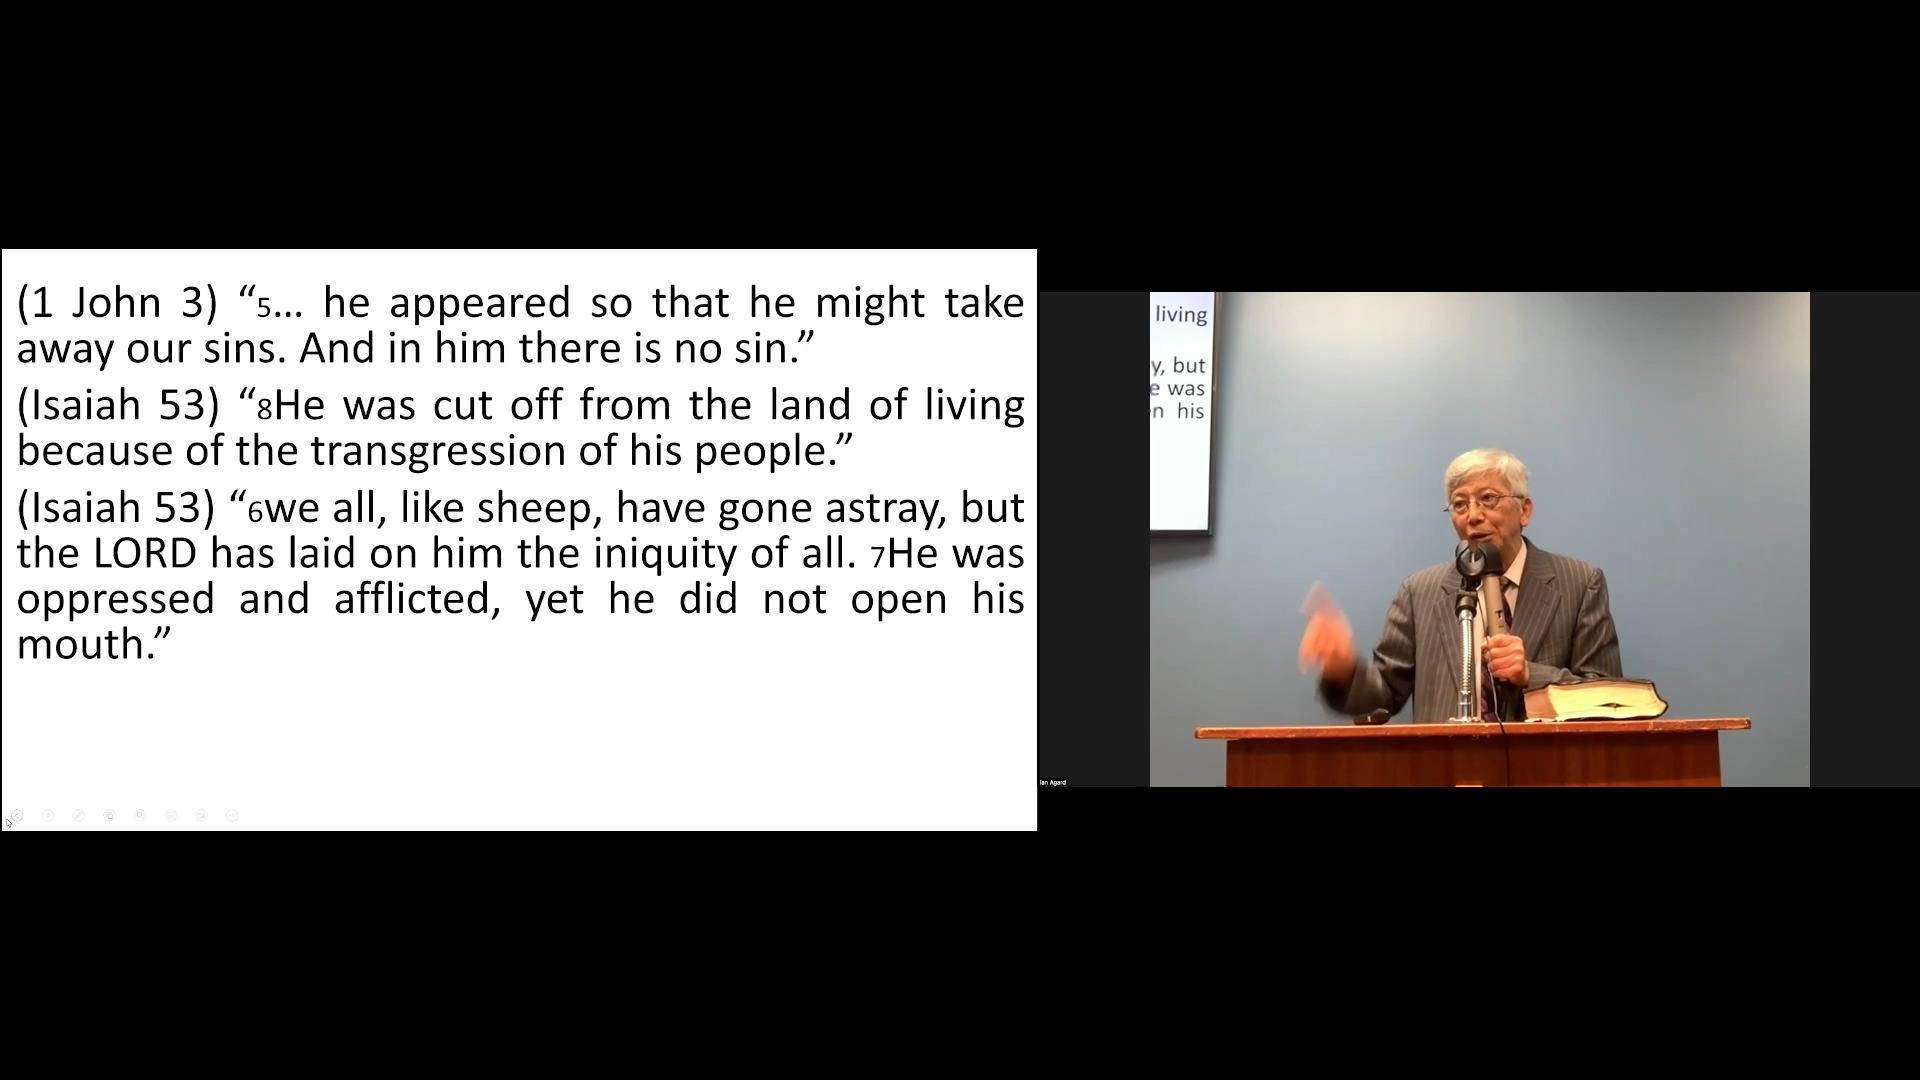 (1 John 3) “5… he appeared so that he might take
away our sins. And in him there is no sin.”
(Isaiah 53) “8He was cut off from the land of living
because of the transgression of his people.”
(Isaiah 53) “6we all, like sheep, have gone astray, but
the LORD has laid on him the iniquity of all. 7He was
oppressed and afflicted, yet he did not open his
mouth.”
living
y, but
e was
n his
Ian Agard